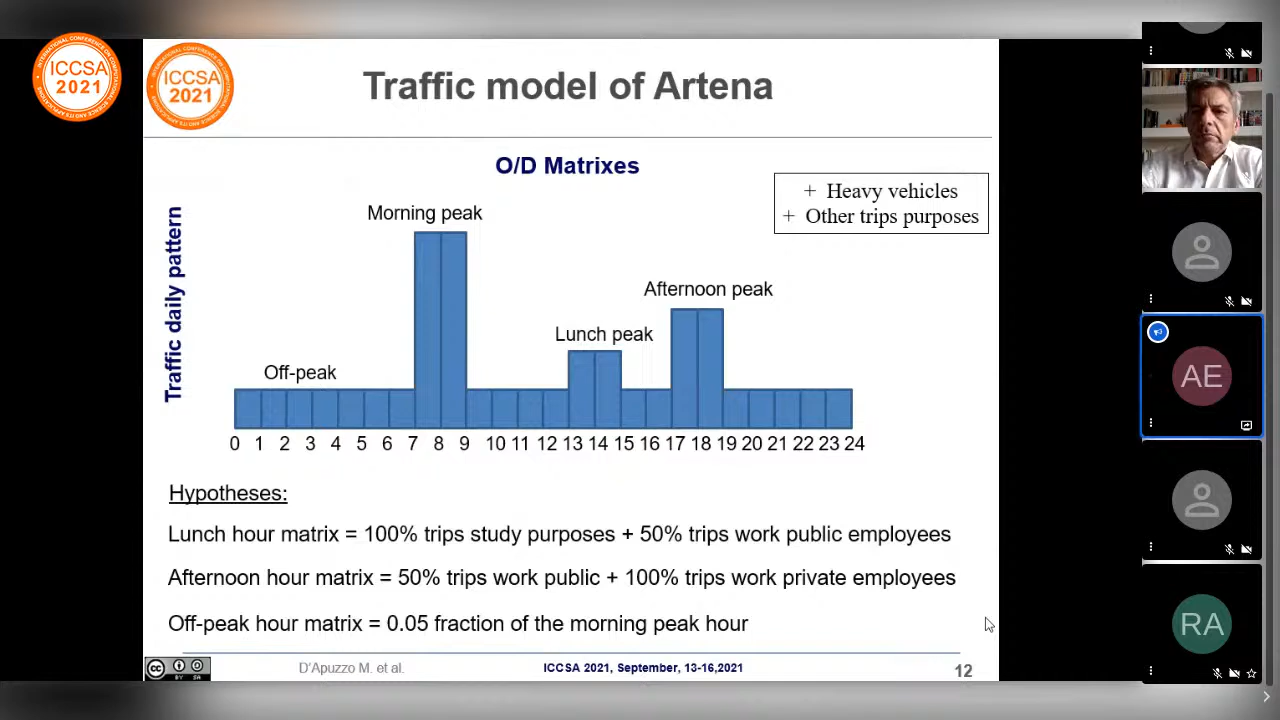 ICCSA
2021
ICCSA
2021
Traffic model of Artena
O/D Matrixes
+ Heavy vehicles
+ Other trips purposes
Traffic daily pattern
Morning peak
Afternoon peak
Lunch peak
Off-peak
0 1 2 3 4 5 6 7 8 9 10 11 12 13 14 15 16 17 18 19 20 21 22 23 24
Hypotheses:
Lunch hour matrix = 100% trips study purposes + 50% trips work public employees
Afternoon hour matrix = 50% trips work public + 100% trips work private employees
Off-peak hour matrix = 0.05 fraction of the morning peak hour
CC BY SA
D'Apuzzo M. et al.
ICCSA 2021, September, 13-16,2021
12
AE
RA